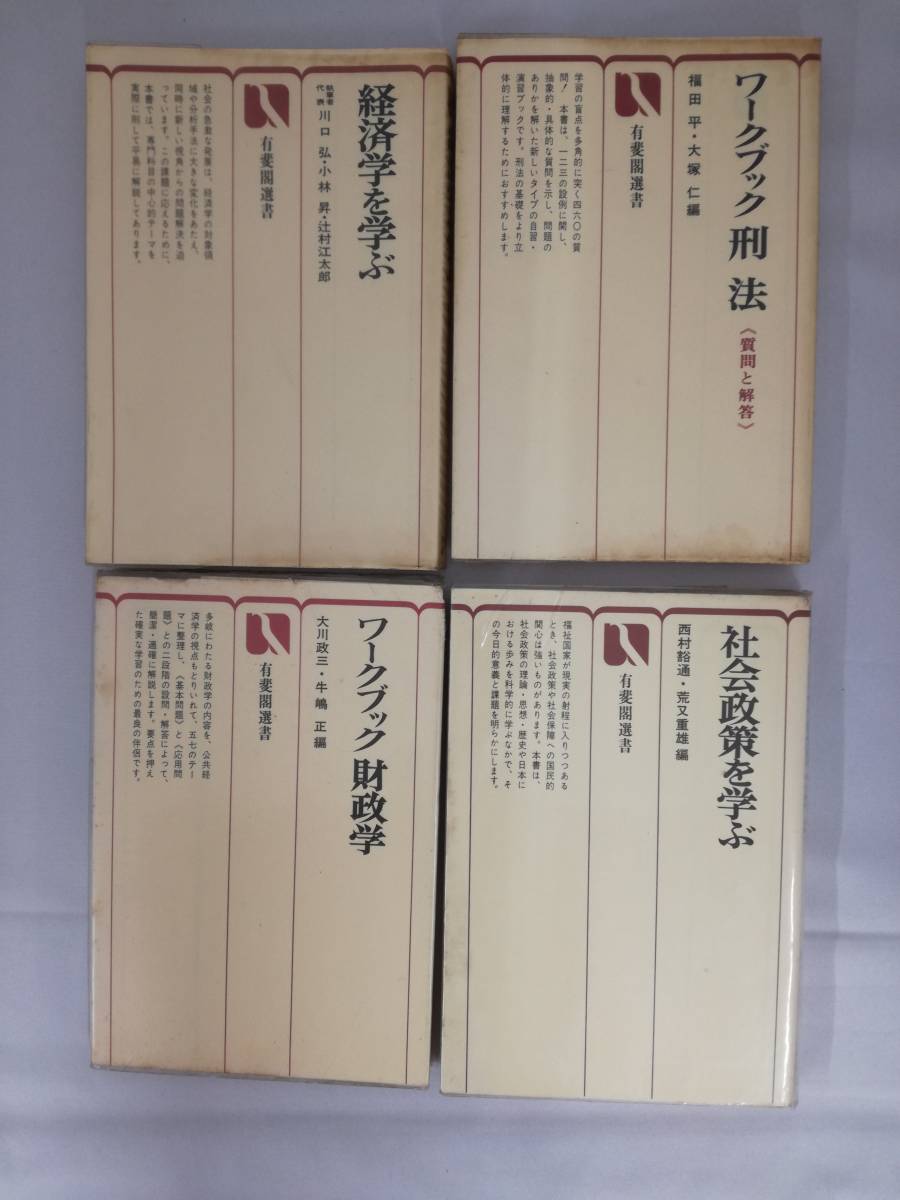 経済学を学ぶ
執筆者
代表
川口 弘・小林 昇・辻村江太郎
有斐閣選書
社会の急激な発展は、経済学の対象領
域や分析手法に大きな変化をあたえ、
同時に新しい視角からの問題解決を迫
っています。この課題に応えるために、
本書では、専門科目の中心的テーマを
実際に則して平易に解説してあります。
ワークブック 刑法
《質問と解答》
福田 平・大塚 仁編
有斐閣選書
学習の盲点を多角的に突く四六〇の質
問! 本書は、一二三の設例に関し、
抽象的・具体的な質問を示し、問題の
ありかを解いた新しいタイプの自習・
演習ブックです。刑法の基礎をより立
体的に理解するためにおすすめします。
ワークブック 財政学
大川政三・牛嶋 正編
有斐閣選書
多岐にわたる財政学の内容を、公共経
済学の視点もとりいれて、五七のテー
マに整理し、〈基本問題〉と〈応用問
題〉との二段階の設問・解答によって、
簡潔・適確に解説します。要点を押え
た確実な学習のための最良の伴侶です。
社会政策を学ぶ
西村豁通・荒又重雄 編
有斐閣選書
福祉国家が現実の射程に入りつつある
とき、社会政策や社会保障への国民的
関心は強いものがあります。本書は、
社会政策の理論・思想・歴史や日本に
おける歩みを科学的に学ぶなかで、そ
の今日的意義と課題を明らかにします。